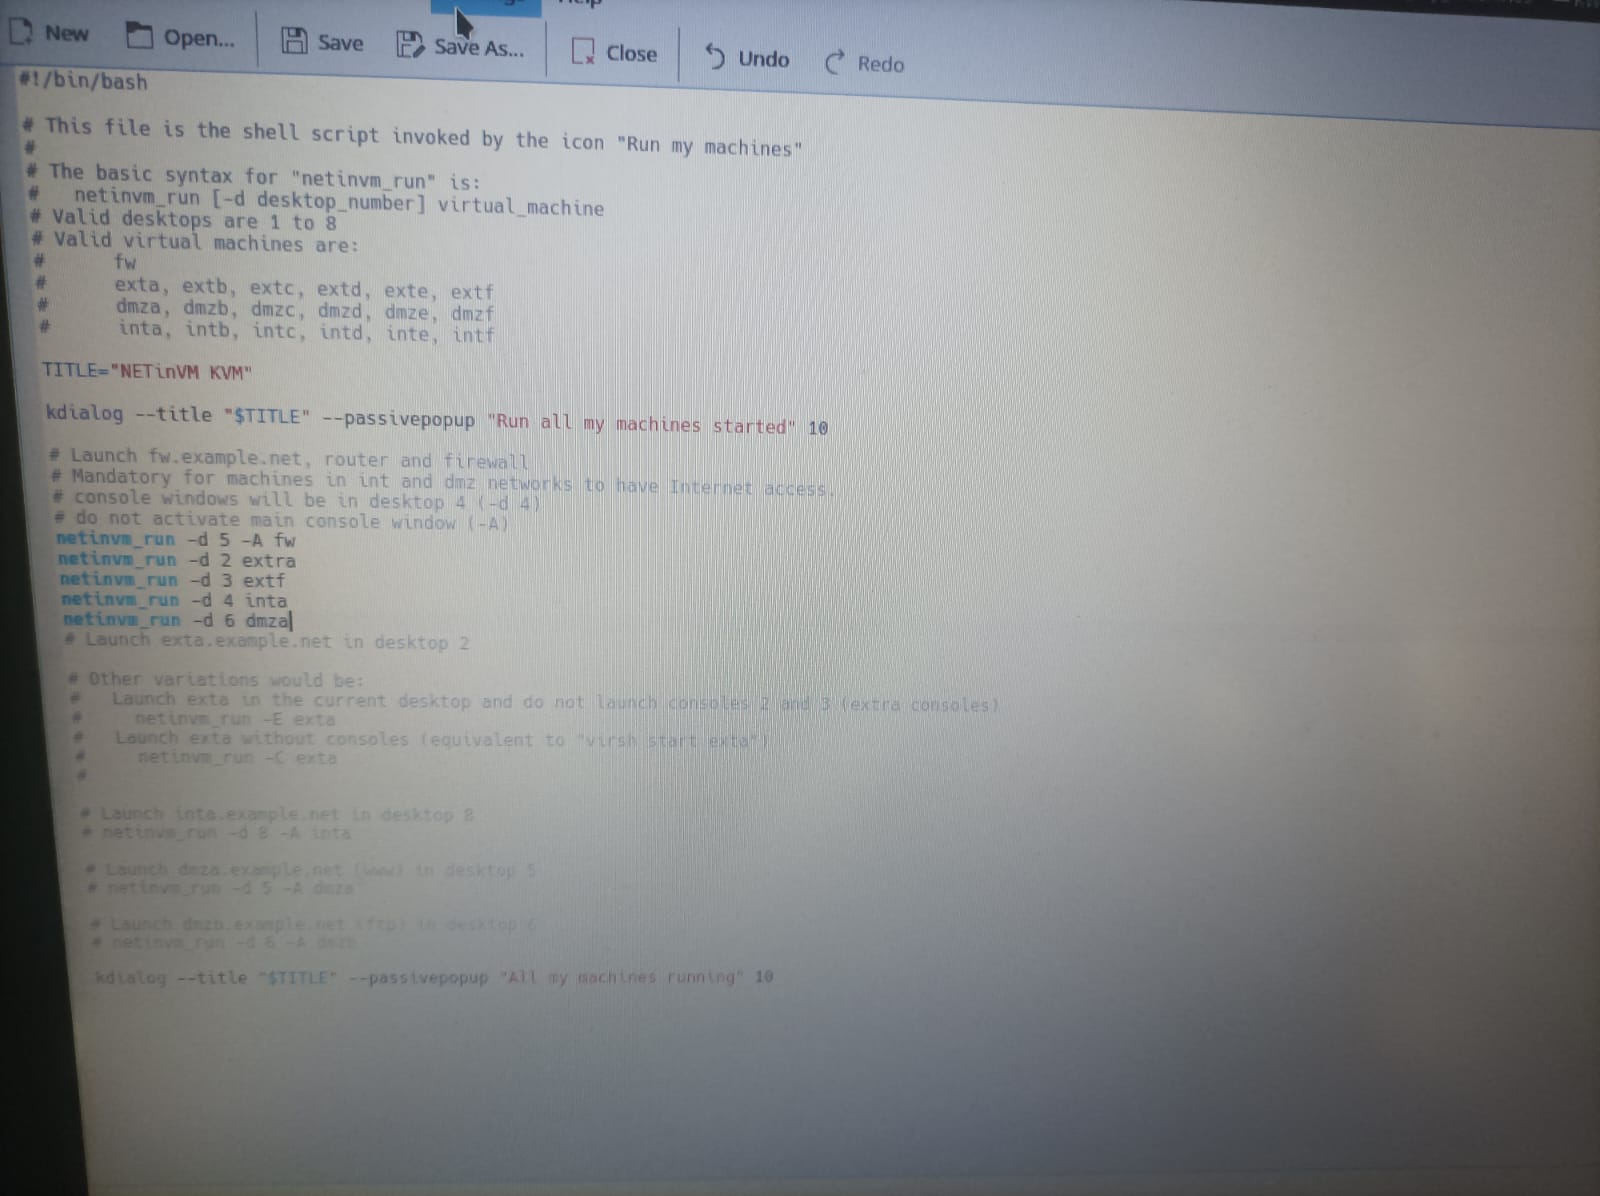 New Open... Save Save As... Close Undo Redo
#!/bin/bash
# This file is the shell script invoked by the icon "Run my machines"
#
# The basic syntax for "netinvm_run" is:
#   netinvm_run [-d desktop_number] virtual_machine
# Valid desktops are 1 to 8
# Valid virtual machines are:
#      fw
#      exta, extb, extc, extd, exte, extf
#      dmza, dmzb, dmzc, dmzd, dmze, dmzf
#      inta, intb, intc, intd, inte, intf
TITLE="NETinVM KVM"
kdialog --title "$TITLE" --passivepopup "Run all my machines started" 10
# Launch fw.example.net, router and firewall
# Mandatory for machines in int and dmz networks to have Internet access.
# console windows will be in desktop 4 (-d 4)
# do not activate main console window (-A)
netinvm_run -d 5 -A fw
netinvm_run -d 2 extra
netinvm_run -d 3 extf
netinvm_run -d 4 inta
netinvm_run -d 6 dmza
# Launch exta.example.net in desktop 2
# Other variations would be:
#   Launch exta in the current desktop and do not launch consoles 2 and 3 (extra consoles)
#     netinvm_run -E exta
#   Launch exta without consoles (equivalent to "virsh start exta")
#     netinvm_run -C exta
#
# Launch inta.example.net in desktop 8
# netinvm_run -d 8 -A inta
# Launch dmza.example.net (www) in desktop 5
# netinvm_run -d 5 -A dmza
# Launch dmzb.example.net (ftp) in desktop 6
# netinvm_run -d 6 -A dmzb
kdialog --title "$TITLE" --passivepopup "All my machines running" 10